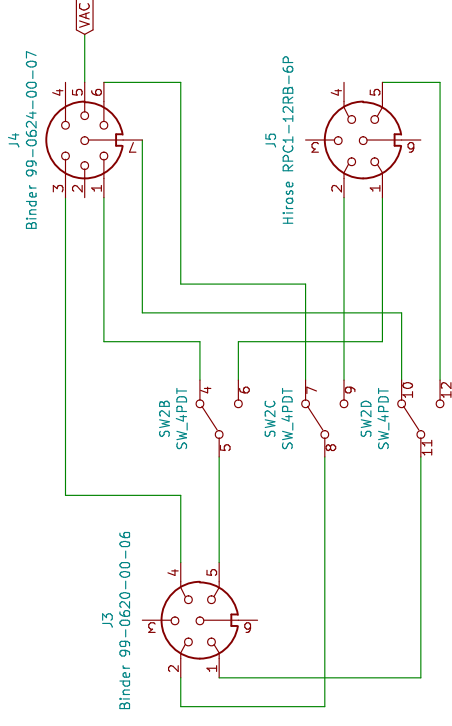 VAC
J4
Binder 99-0624-00-07
4
5
6
7
3
2
1
J5
Hirose RPC1-12RB-6P
4
5
3
6
2
1
SW2B
SW_4PDT
4
6
5
SW2C
SW_4PDT
7
9
8
SW2D
SW_4PDT
10
12
11
J3
Binder 99-0620-00-06
4
5
3
6
2
1